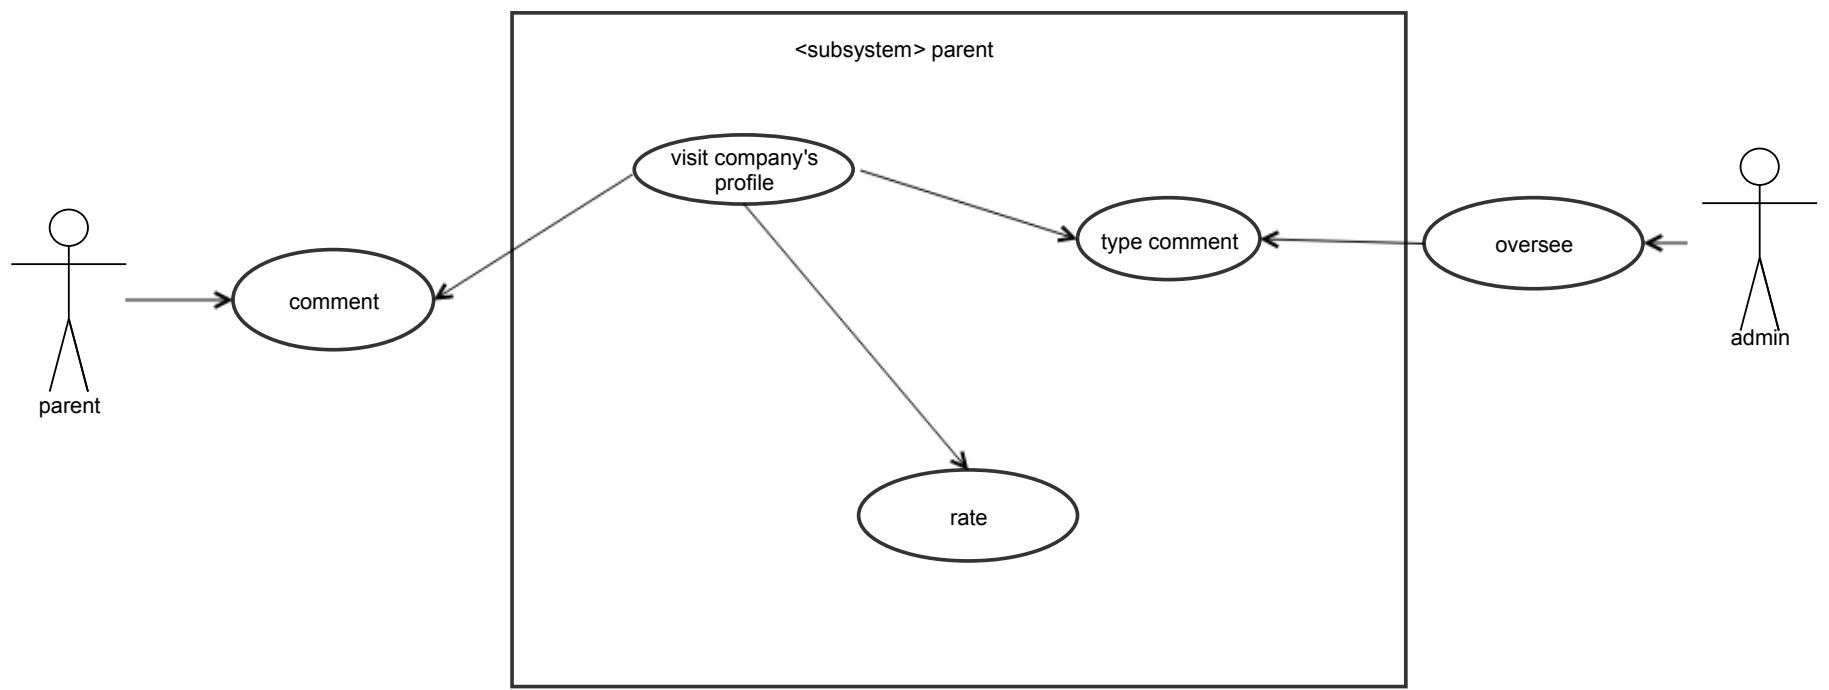 <subsystem> parent
visit company's
profile
type comment
oversee
comment
admin
parent
rate